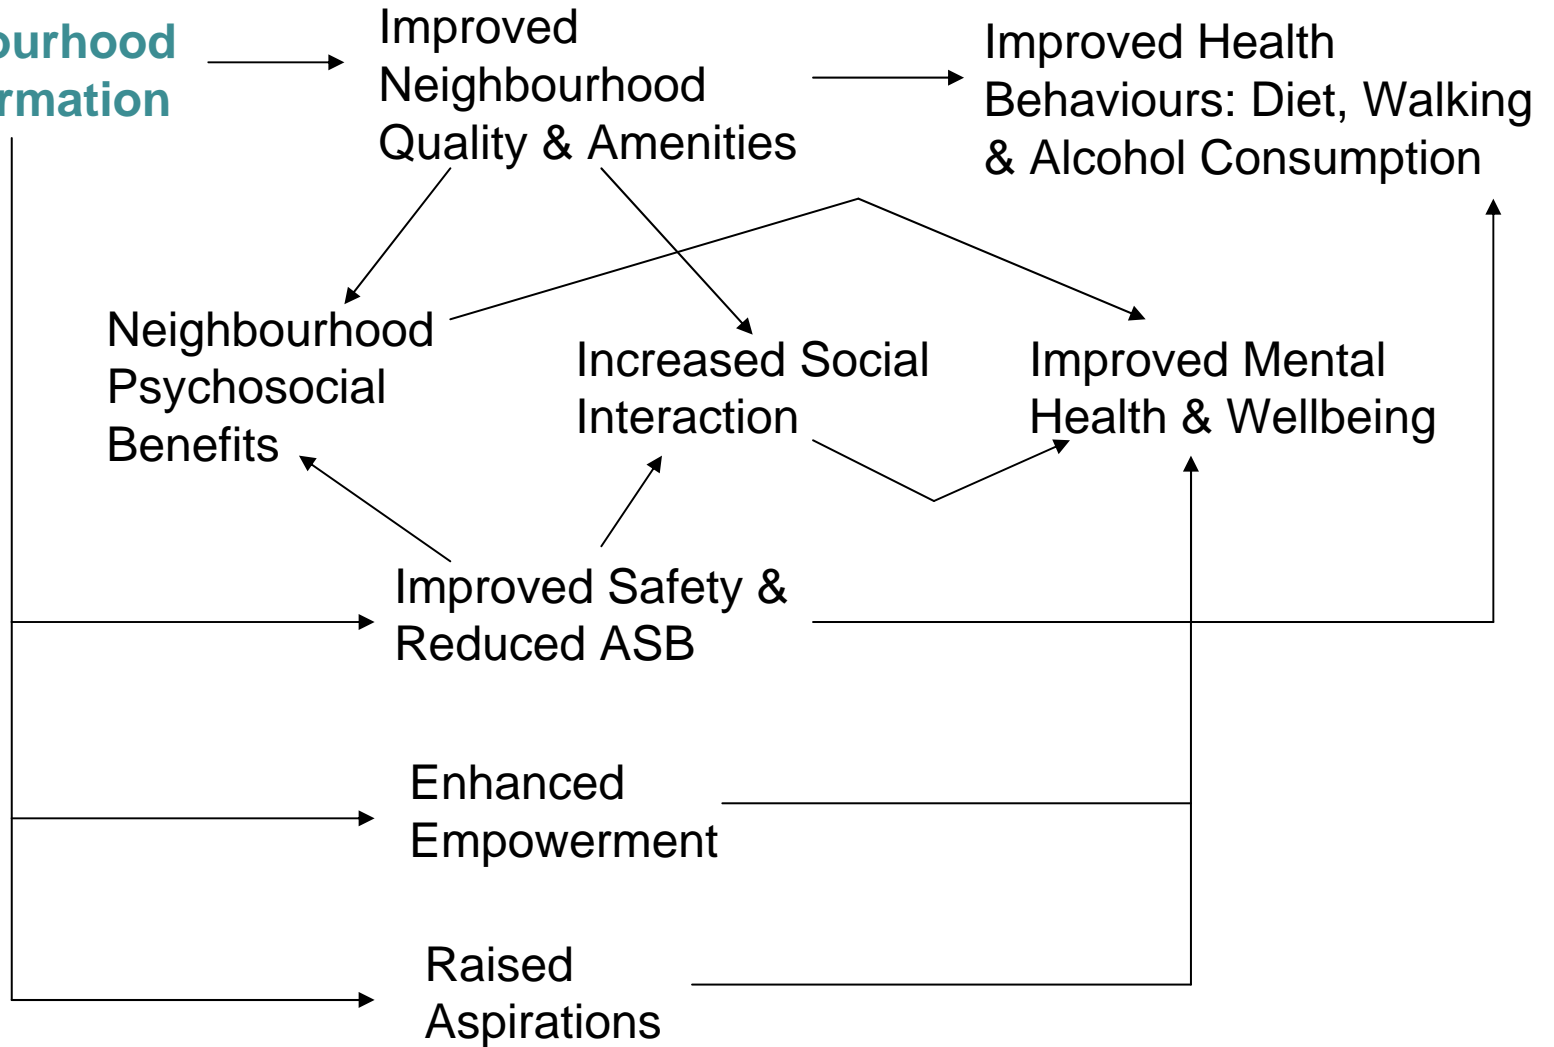 ourhood
rmation
Improved
Neighbourhood
Quality & Amenities
Improved Health
Behaviours: Diet, Walking
& Alcohol Consumption
Neighbourhood
Psychosocial
Benefits
Increased Social
Interaction
Improved Mental
Health & Wellbeing
Improved Safety &
Reduced ASB
Enhanced
Empowerment
Raised
Aspirations